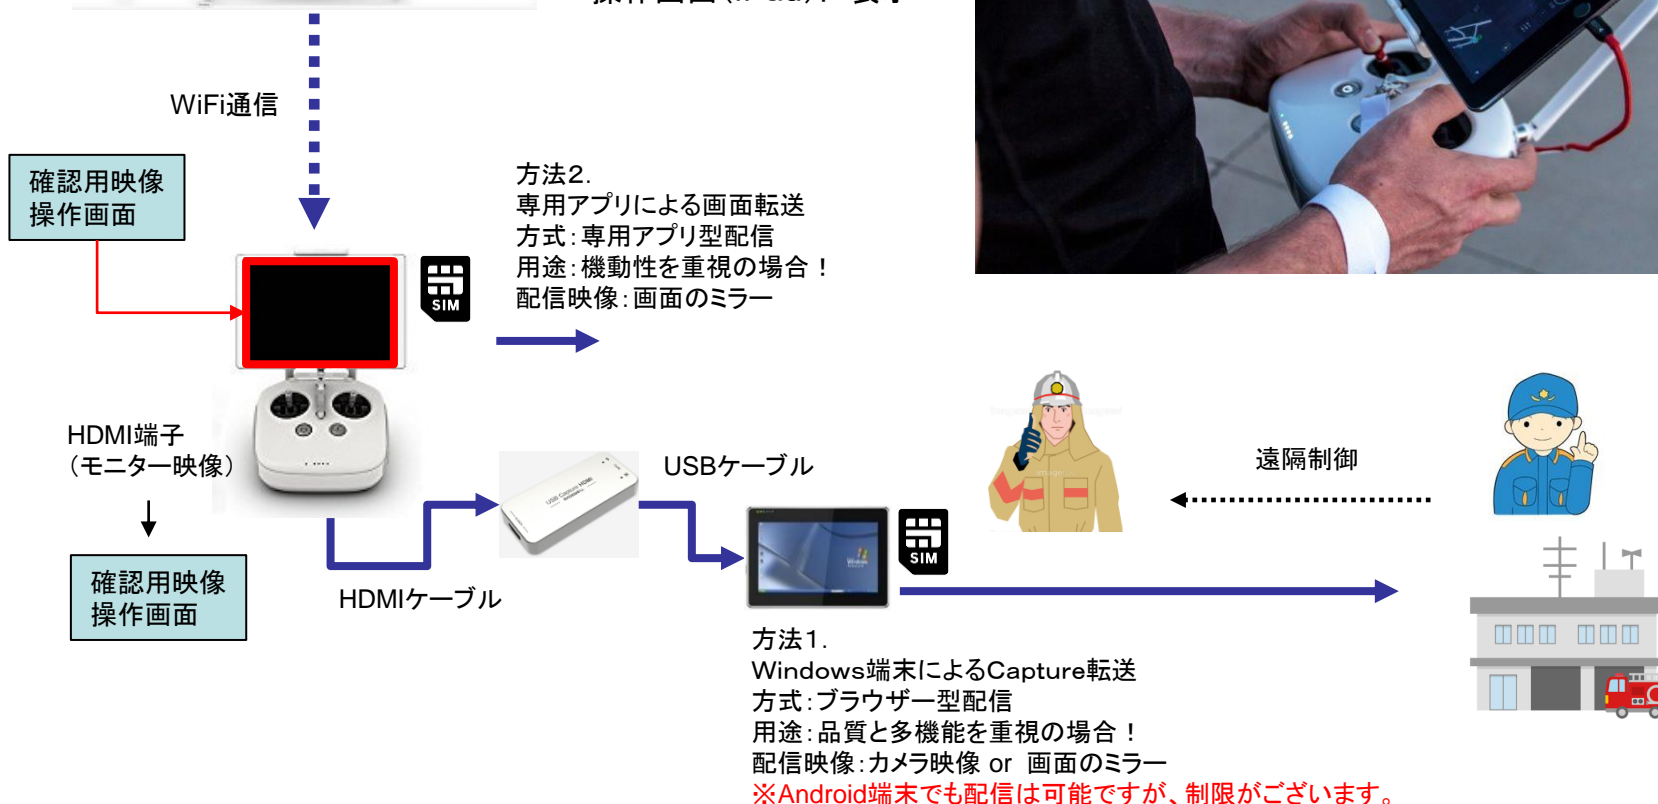 WiFi通信
確認用映像
操作画面
方法2.
専用アプリによる画面転送
方式：専用アプリ型配信
用途：機動性を重視の場合！
配信映像：画面のミラー
SIM
HDMI端子
（モニター映像）
確認用映像
操作画面
HDMIケーブル
USB Capture HDMI
USBケーブル
SIM
遠隔制御
方法1.
Windows端末によるCapture転送
方式：ブラウザー型配信
用途：品質と多機能を重視の場合！
配信映像：カメラ映像 or 画面のミラー
※Android端末でも配信は可能ですが、制限がございます。